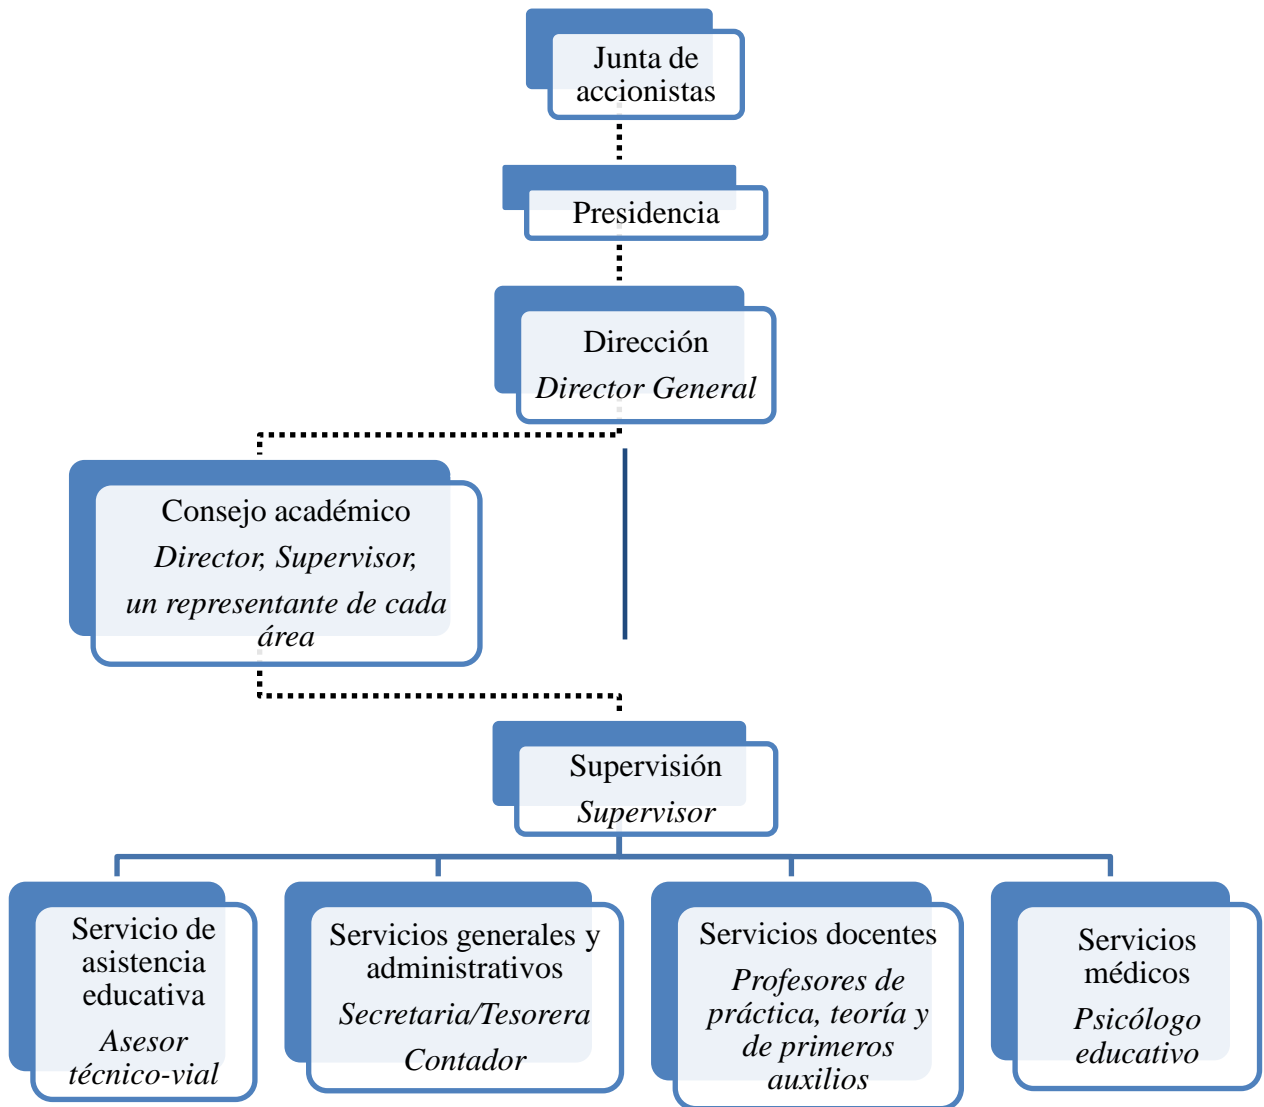 Junta de
accionistas
Presidencia
Dirección
Director General
Consejo académico
Director, Supervisor,
un representante de cada
área
Supervisión
Supervisor
Servicio de
asistencia
educativa
Asesor
técnico-vial
Servicios generales y
administrativos
Secretaria/Tesorera
Contador
Servicios docentes
Profesores de
práctica, teoría y
de primeros
auxilios
Servicios
médicos
Psicólogo
educativo